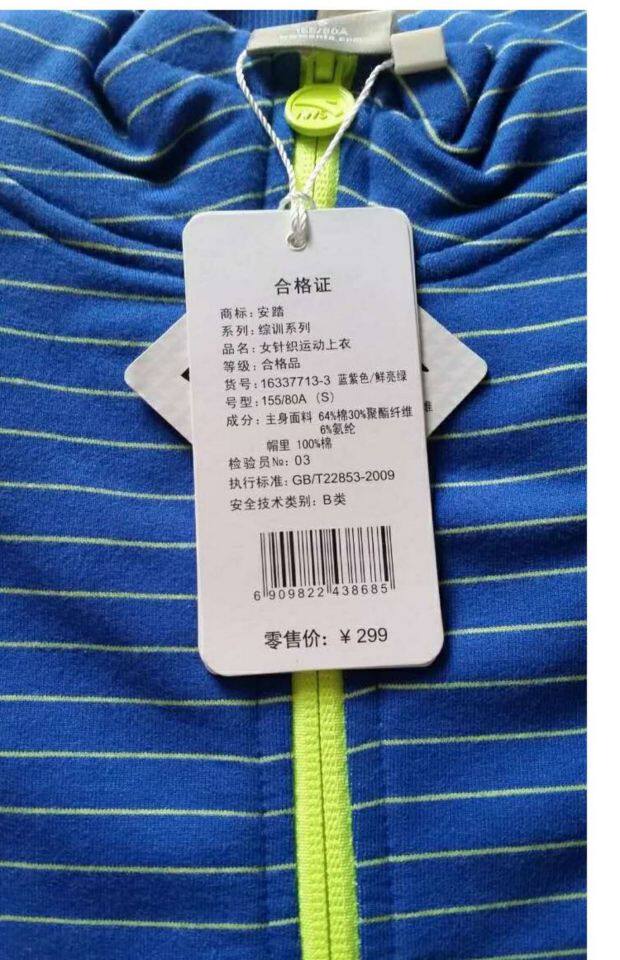 155/80A
合格证
商标：安踏
系列：综训系列
品名：女针织运动上衣
等级：合格品
货号：16337713-3 蓝紫色/鲜亮绿
号型：155/80A （S）
成分：主身面料 64%棉30%聚酯纤维
6%氨纶
帽里 100%棉
检验员№：03
执行标准：GB/T22853-2009
安全技术类别：B类
6 909822 438685
零售价：￥299
维